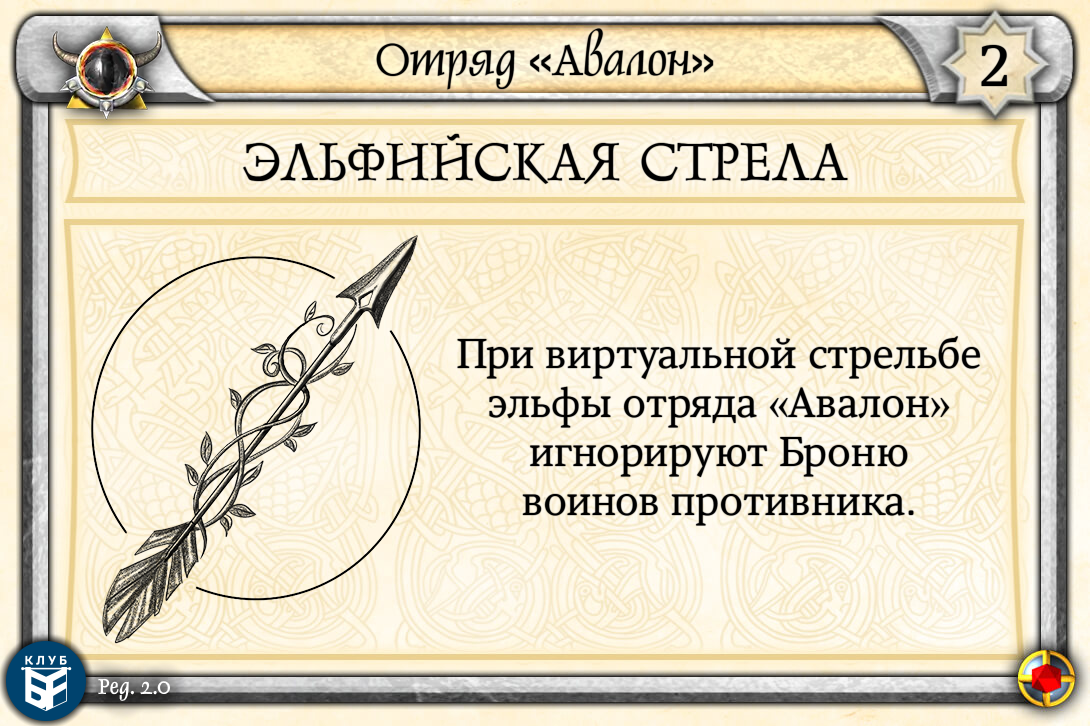 Отряд «Авалон»
2
ЭЛЬФИЙСКАЯ СТРЕЛА
При виртуальной стрельбе
эльфы отряда «Авалон»
игнорируют Броню
воинов противника.
КЛУБ
БГ
Ред. 2.0